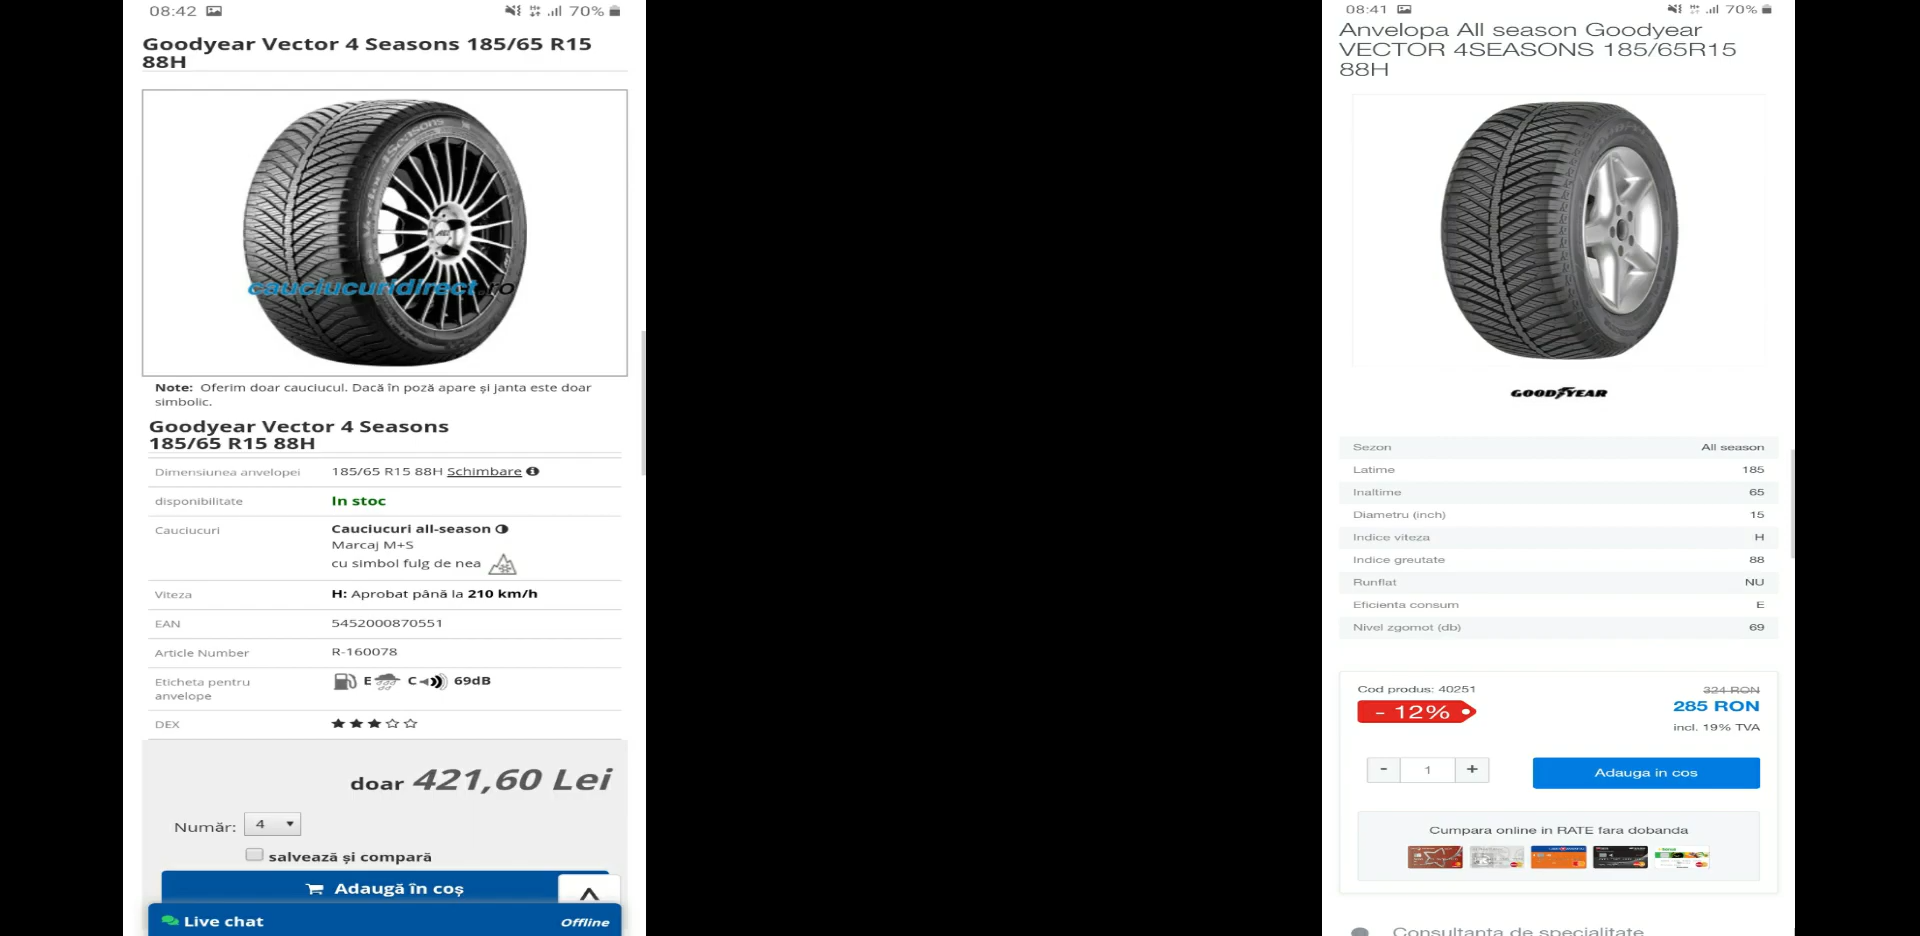 08:42
70%
Goodyear Vector 4 Seasons 185/65 R15
88H
4Seasons
cauciucuridirect.ro
Note: Oferim doar cauciucul. Dacă în poză apare și janta este doar
simbolic.
Goodyear Vector 4 Seasons
185/65 R15 88H
Dimensiunea anvelopei 185/65 R15 88H Schimbare
disponibilitate In stoc
Cauciucuri Cauciucuri all-season
Marcaj M+S
cu simbol fulg de nea
Viteza H: Aprobat până la 210 km/h
EAN 5452000870551
Article Number R-160078
Eticheta pentru
anvelope E C 69dB
DEX
doar 421,60 Lei
Număr: 4
salvează și compară
Adaugă în coș
Live chat Offline
08:41
70%
Anvelopa All season Goodyear
VECTOR 4SEASONS 185/65R15
88H
GOODYEAR
Sezon All season
Latime 185
Inaltime 65
Diametru (inch) 15
Indice viteza H
Indice greutate 88
Runflat NU
Eficienta consum E
Nivel zgomot (db) 69
Cod produs: 40251 324 RON
- 12% 285 RON
incl. 19% TVA
- 1 + Adauga in cos
Cumpara online in RATE fara dobanda
Consultanta de specialitate